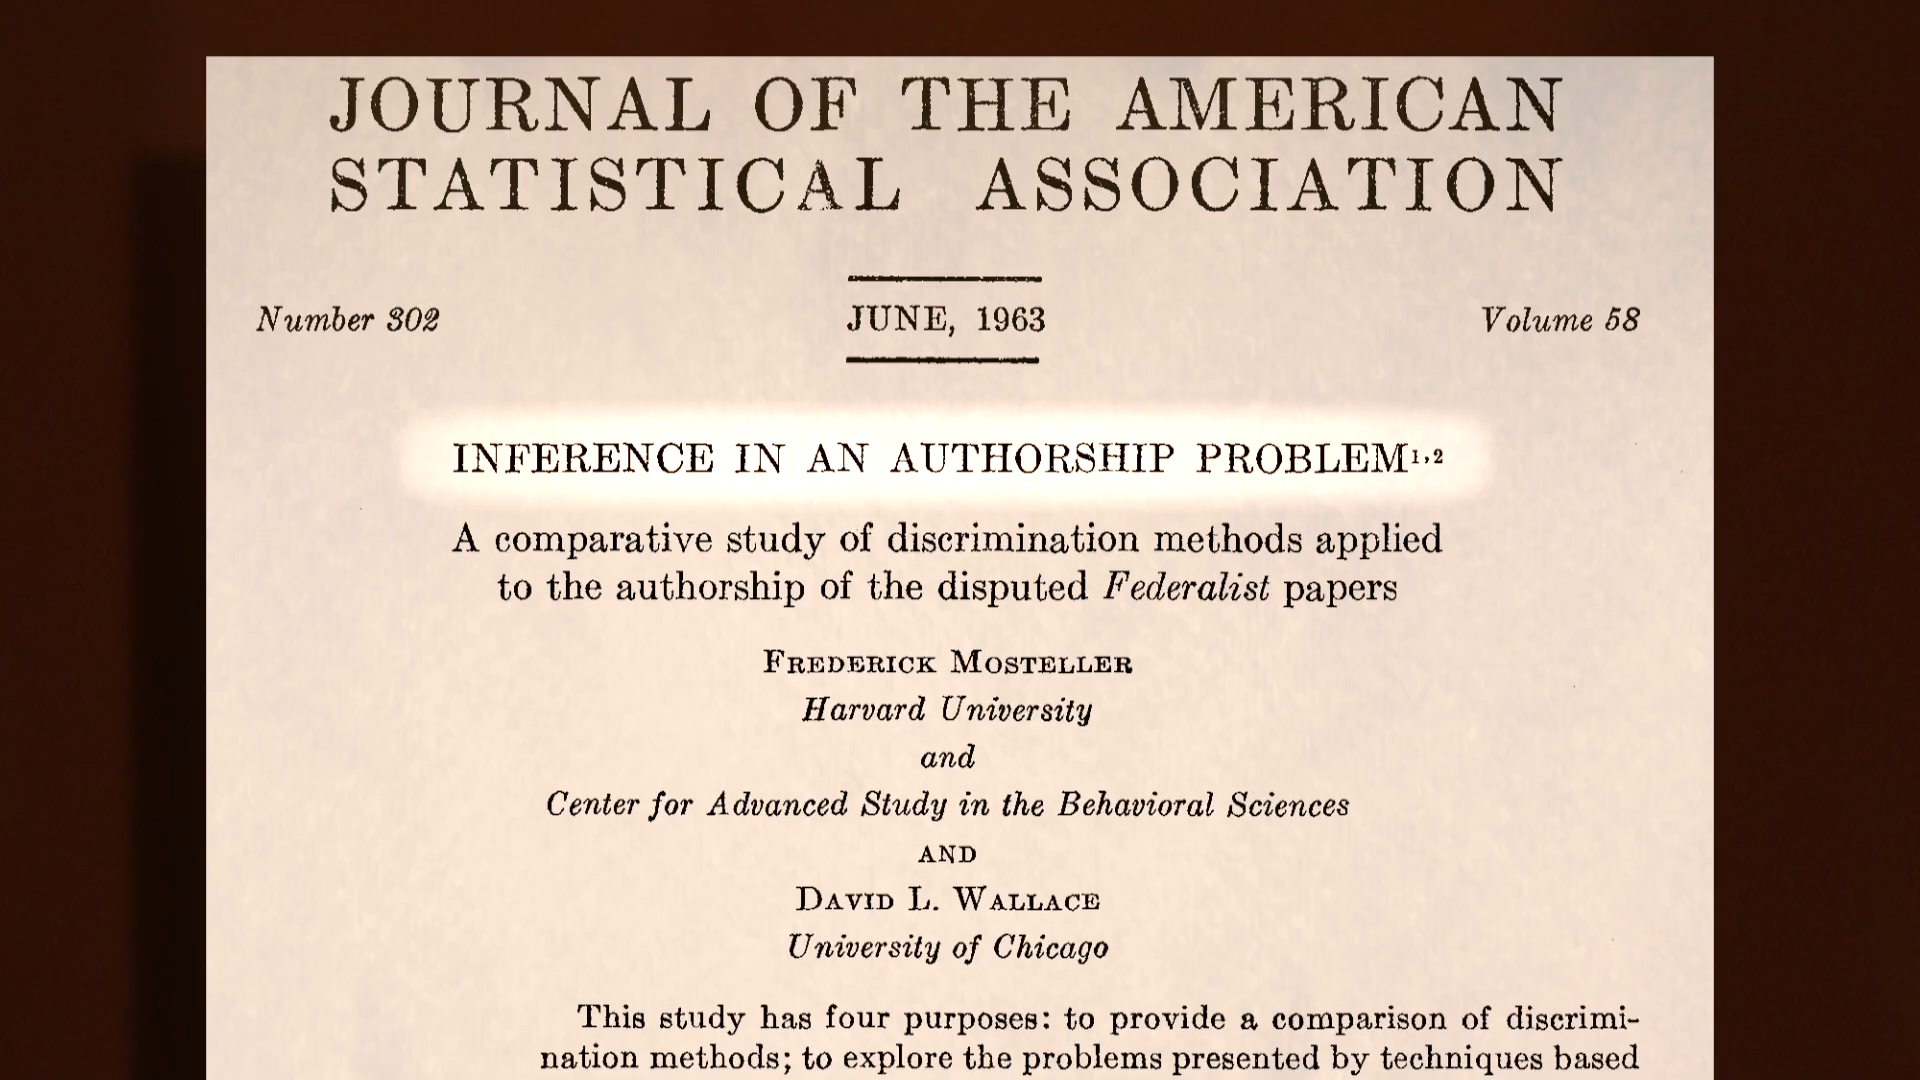 JOURNAL OF THE AMERICAN
STATISTICAL ASSOCIATION
Number 302
JUNE, 1963
Volume 58
INFERENCE IN AN AUTHORSHIP PROBLEM1,2
A comparative study of discrimination methods applied
to the authorship of the disputed Federalist papers
FREDERICK MOSTELLER
Harvard University
and
Center for Advanced Study in the Behavioral Sciences
AND
DAVID L. WALLACE
University of Chicago
This study has four purposes: to provide a comparison of discrimi-
nation methods; to explore the problems presented by techniques based